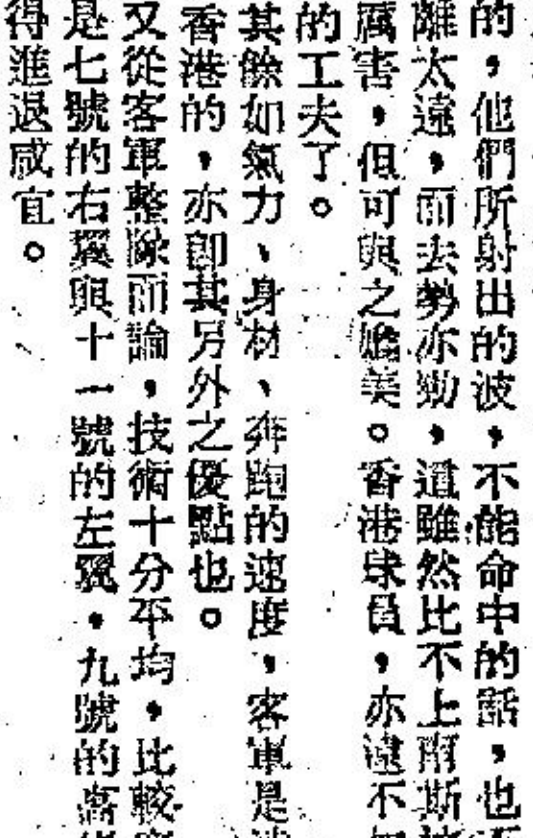 的，他們所射出的波，不能命中的話，也
離太遠，而去勢亦勁，這雖然比不上南斯
厲害，但可與之媲美。香港球員，亦遠不
的工夫了。
其餘如氣力、身材、奔跑的速度，客軍是
香港的，亦卽其另外之優點也。
又從客軍整隊而論，技術十分平均，比較
是七號的右翼與十一號的左翼，九號的
得進退咸宜。